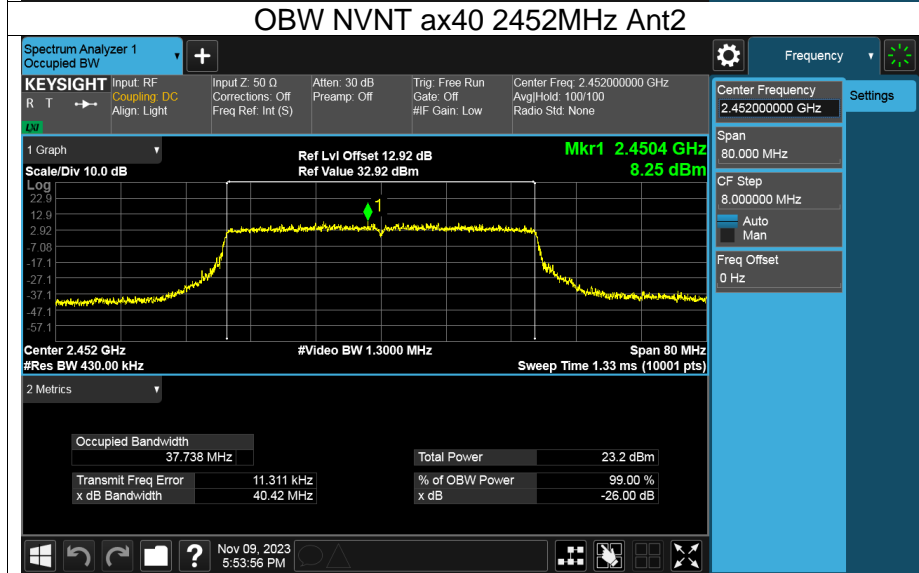 OBW NVNT ax40 2452MHz Ant2
Spectrum Analyzer 1
Occupied BW
+
Frequency
KEYSIGHT
R T
LXI
Input: RF
Coupling: DC
Align: Light
Input Z: 50 Ω
Corrections: Off
Freq Ref: Int (S)
Atten: 30 dB
Preamp: Off
Trig: Free Run
Gate: Off
#IF Gain: Low
Center Freq: 2.452000000 GHz
Avg|Hold: 100/100
Radio Std: None
Center Frequency
2.452000000 GHz
Settings
Span
80.000 MHz
CF Step
8.000000 MHz
Auto
Man
Freq Offset
0 Hz
1 Graph
Scale/Div 10.0 dB
Ref Lvl Offset 12.92 dB
Ref Value 32.92 dBm
Mkr1 2.4504 GHz
8.25 dBm
Log
22.9
12.9
2.92
-7.08
-17.1
-27.1
-37.1
-47.1
-57.1
1
Center 2.452 GHz
#Res BW 430.00 kHz
#Video BW 1.3000 MHz
Span 80 MHz
Sweep Time 1.33 ms (10001 pts)
2 Metrics
Occupied Bandwidth
37.738 MHz
Total Power 23.2 dBm
Transmit Freq Error 11.311 kHz
% of OBW Power 99.00 %
x dB Bandwidth 40.42 MHz
x dB -26.00 dB
?
Nov 09, 2023
5:53:56 PM